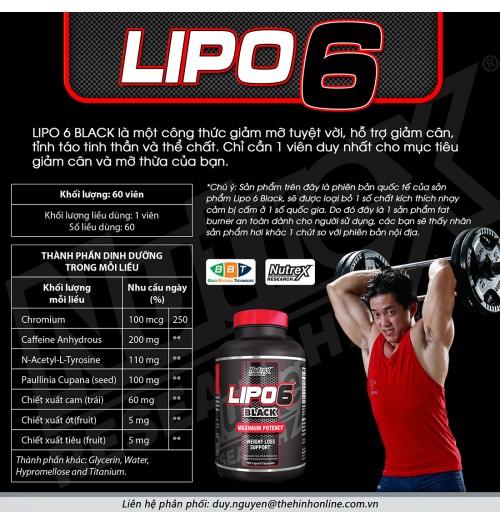 LIPO 6
LIPO 6 BLACK là một công thức giảm mỡ tuyệt vời, hỗ trợ giảm cân,
tỉnh táo tinh thần và thể chất. Chỉ cần 1 viên duy nhất cho mục tiêu
giảm cân và mỡ thừa của bạn.
Khối lượng: 60 viên
Khối lượng liều dùng: 1 viên
Số liều dùng: 60
*Chú ý: Sản phẩm trên đây là phiên bản quốc tế của sản
phẩm Lipo 6 Black, sẽ được loại bỏ 1 số chất kích thích nhạy
cảm bị cấm ở 1 số quốc gia. Do đó đây là 1 sản phẩm fat
burner an toàn dành cho người sử dụng, các bạn sẽ thấy nhãn
sản phẩm hơi khác 1 chút so với phiên bản nội địa.
THÀNH PHẦN DINH DƯỠNG
TRONG MỖI LIỀU
Khối lượng mỗi liều Nhu cầu ngày (%)
Chromium 100 mcg 250
Caffeine Anhydrous 200 mg **
N-Acetyl-L-Tyrosine 110 mg **
Paullinia Cupana (seed) 100 mg **
Chiết xuất cam (trái) 60 mg **
Chiết xuất ớt(fruit) 5 mg **
Chiết xuất tiêu (fruit) 5 mg **
Thành phần khác: Glycerin, Water,
Hypromellose and Titanium.
BBT
Nutrex
RESEARCH
Nutrex
LIPO 6
BLACK
MAXIMUM POTENCY
WEIGHT LOSS
SUPPORT
Liên hệ phân phối: duy.nguyen@thehinhonline.com.vn